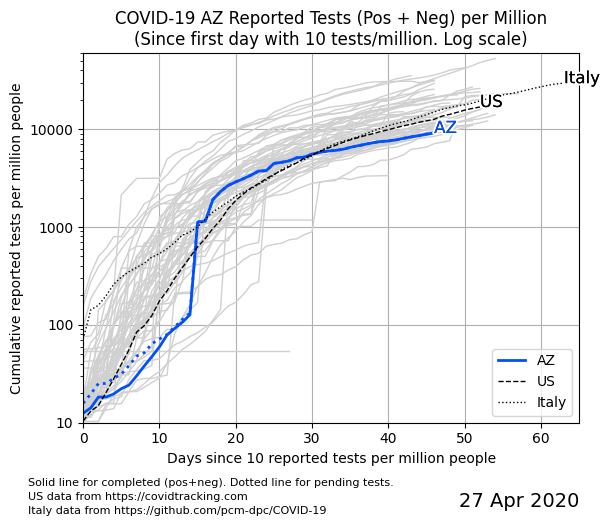 COVID-19 AZ Reported Tests (Pos + Neg) per Million
(Since first day with 10 tests/million. Log scale)
Cumulative reported tests per million people
10000
1000
100
10
Italy
US
AZ
AZ
US
Italy
0 10 20 30 40 50 60
Days since 10 reported tests per million people
Solid line for completed (pos+neg). Dotted line for pending tests.
US data from https://covidtracking.com
Italy data from https://github.com/pcm-dpc/COVID-19
27 Apr 2020